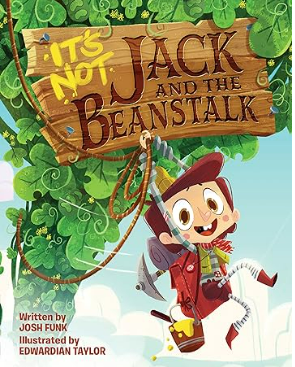 IT'S
NOT
JACK
AND THE
BEANSTALK
Written by
JOSH FUNK
Illustrated by
EDWARDIAN TAYLOR